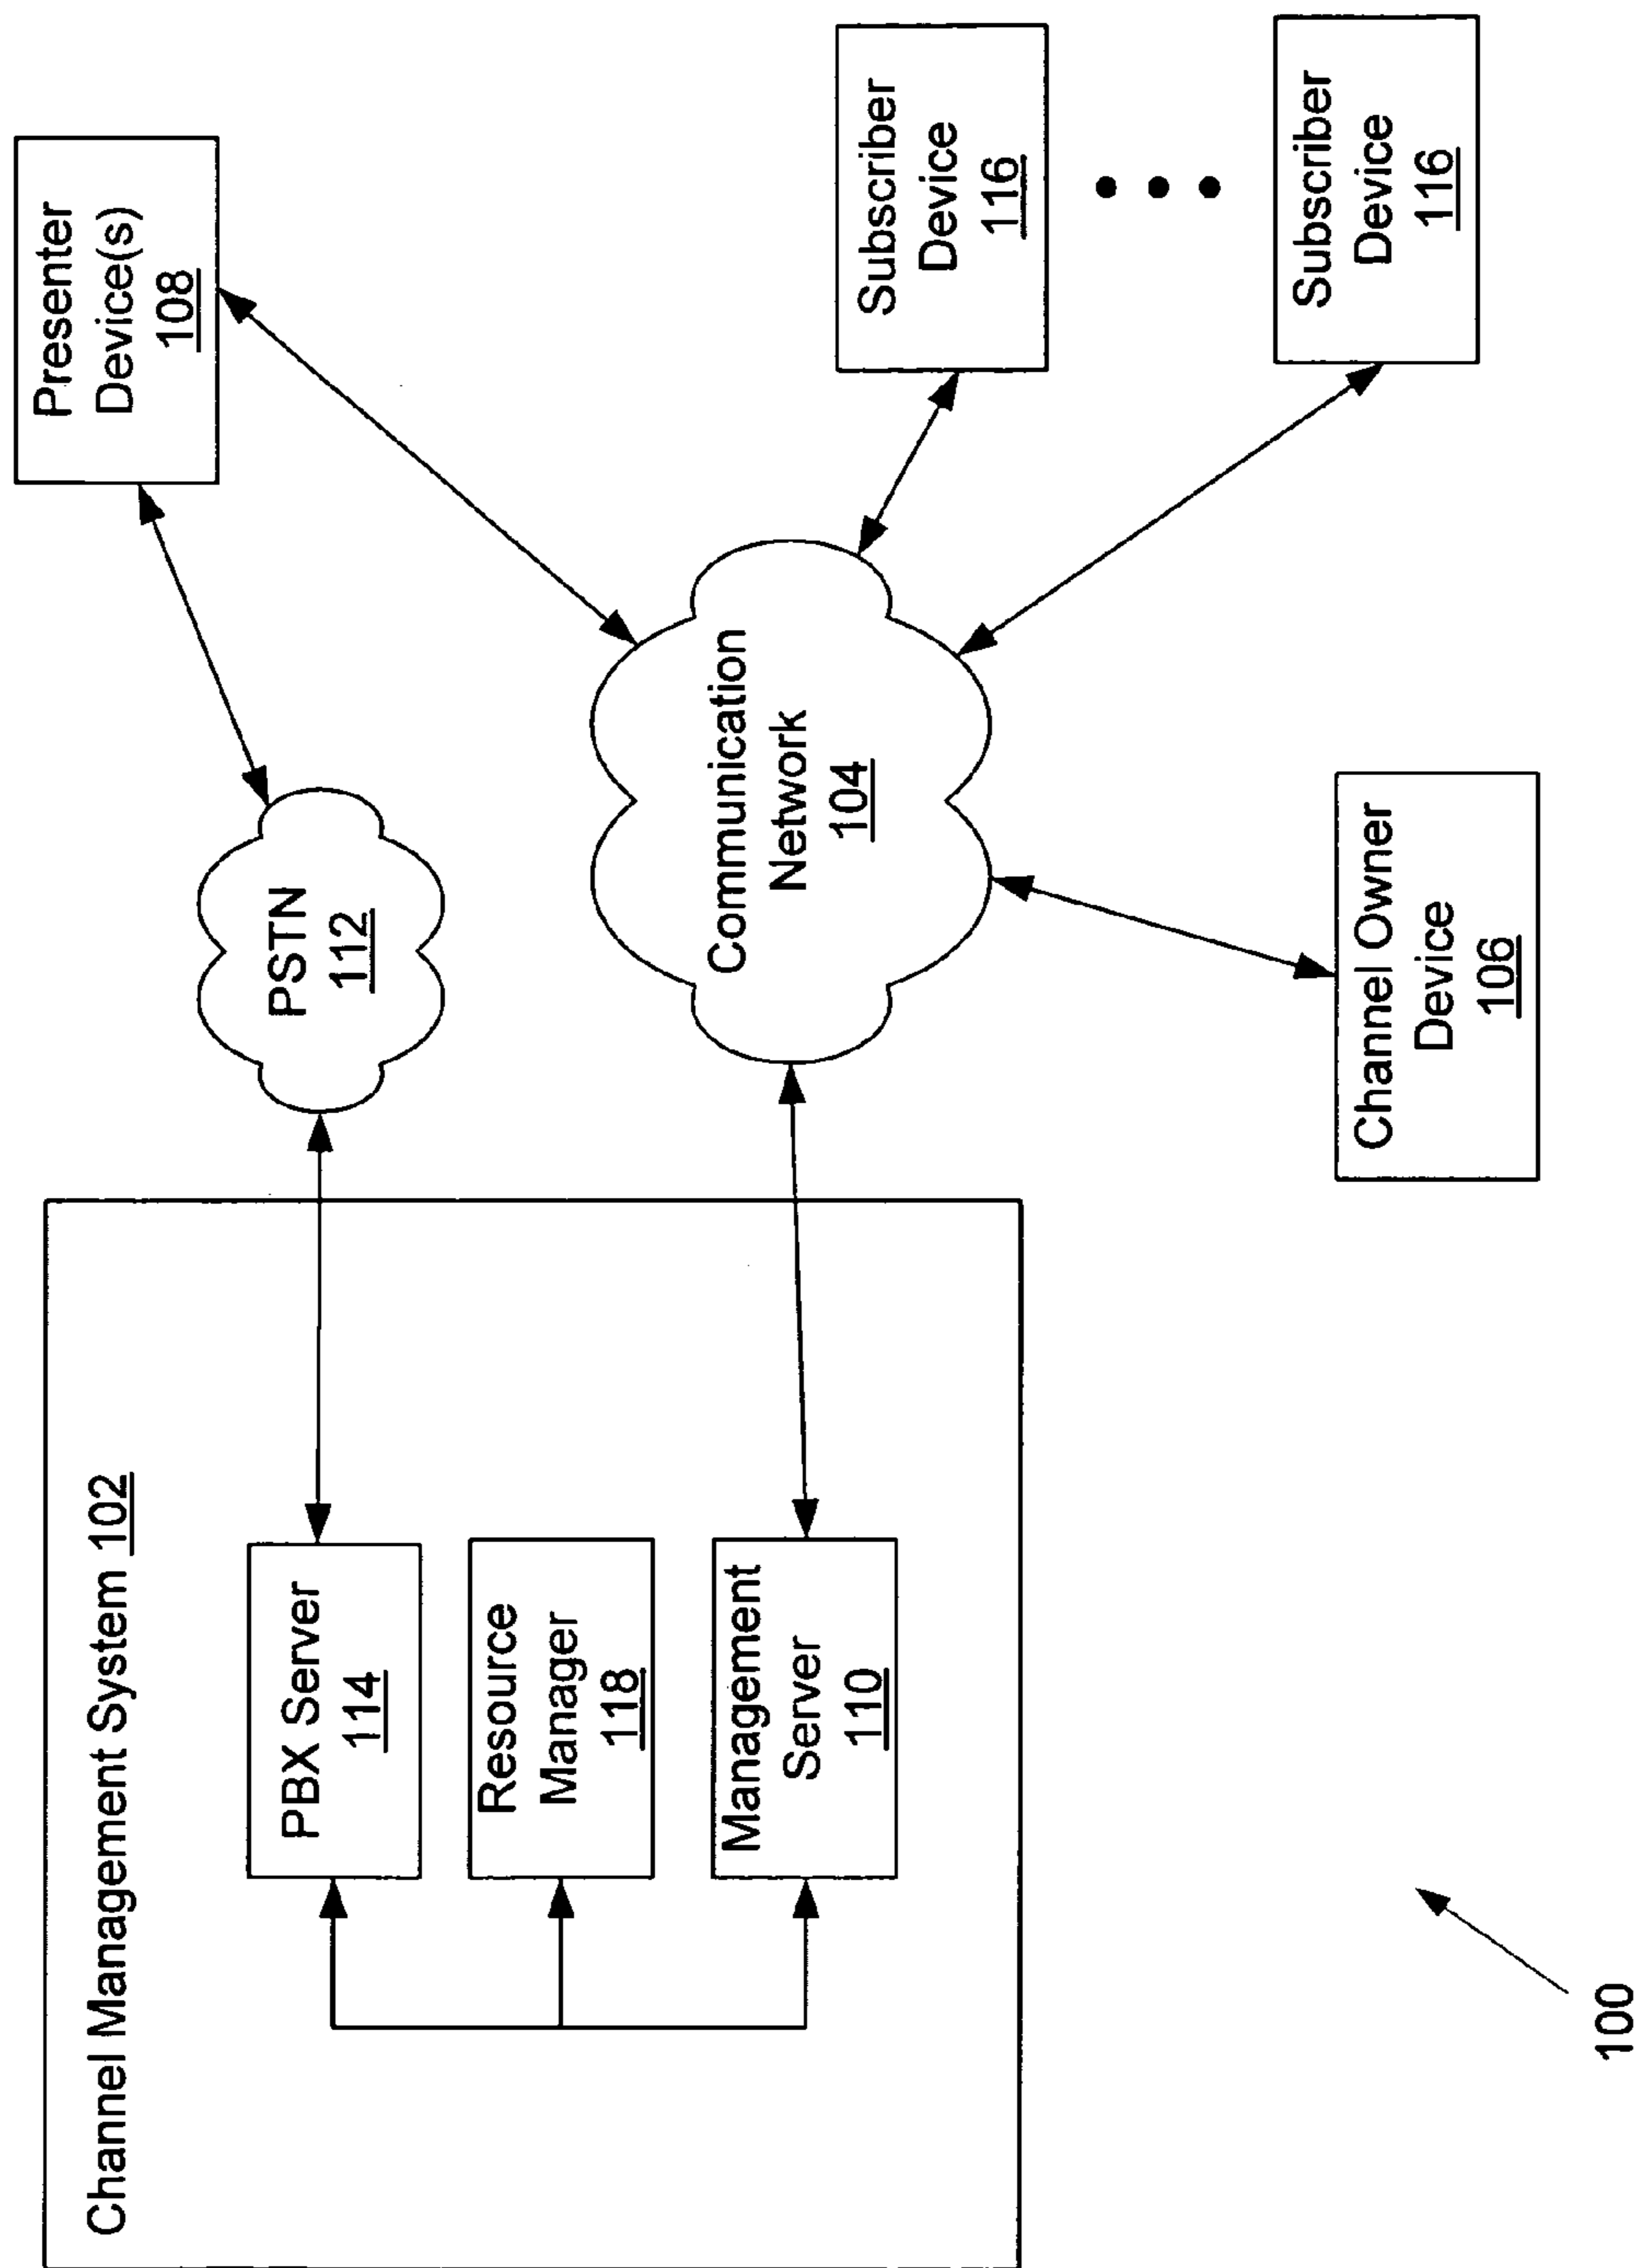 Channel Management System 102
PBX Server
114
Resource
Manager
118
Management
Server
110
PSTN
112
Communication
Network
104
Presenter
Device(s)
108
Subscriber
Device
116
Subscriber
Device
116
Channel Owner
Device
106
100